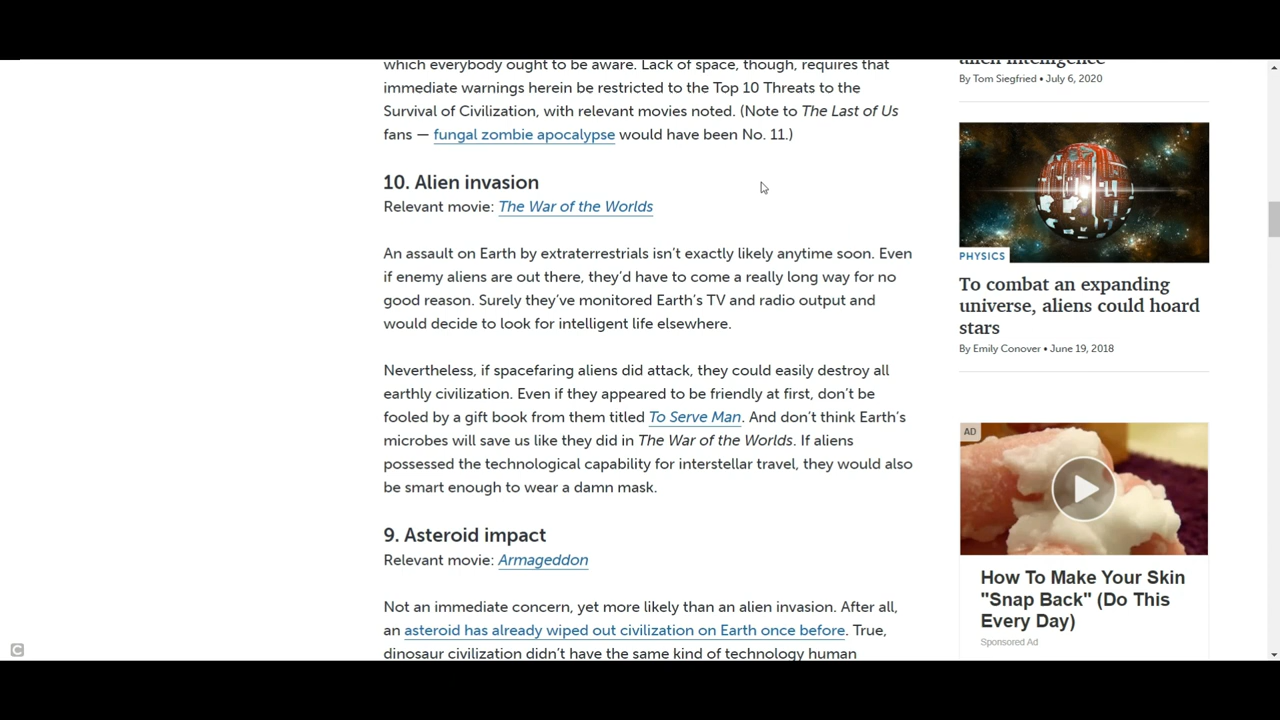 which everybody ought to be aware. Lack of space, though, requires that
immediate warnings herein be restricted to the Top 10 Threats to the
Survival of Civilization, with relevant movies noted. (Note to The Last of Us
fans — fungal zombie apocalypse would have been No. 11.)
10. Alien invasion
Relevant movie: The War of the Worlds
An assault on Earth by extraterrestrials isn’t exactly likely anytime soon. Even
if enemy aliens are out there, they’d have to come a really long way for no
good reason. Surely they’ve monitored Earth’s TV and radio output and
would decide to look for intelligent life elsewhere.
Nevertheless, if spacefaring aliens did attack, they could easily destroy all
earthly civilization. Even if they appeared to be friendly at first, don’t be
fooled by a gift book from them titled To Serve Man. And don’t think Earth’s
microbes will save us like they did in The War of the Worlds. If aliens
possessed the technological capability for interstellar travel, they would also
be smart enough to wear a damn mask.
9. Asteroid impact
Relevant movie: Armageddon
Not an immediate concern, yet more likely than an alien invasion. After all,
an asteroid has already wiped out civilization on Earth once before. True,
dinosaur civilization didn’t have the same kind of technology human
alien intelligence
By Tom Siegfried • July 6, 2020
PHYSICS
To combat an expanding
universe, aliens could hoard
stars
By Emily Conover • June 19, 2018
AD
How To Make Your Skin
"Snap Back" (Do This
Every Day)
Sponsored Ad